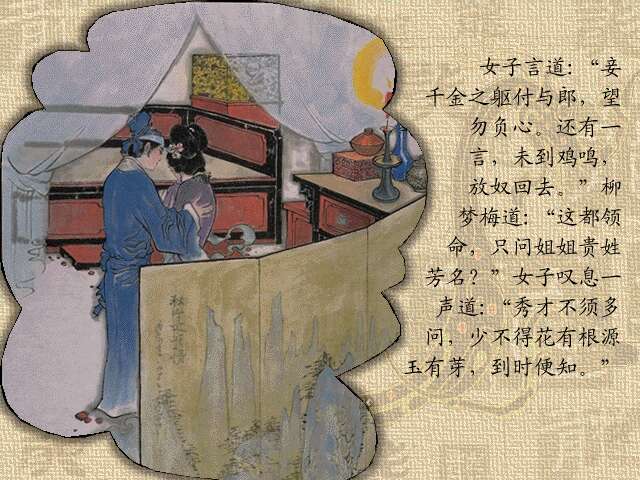 女子言道：“妾
千金之躯付与郎，望
勿负心。还有一
言，未到鸡鸣，
放奴回去。”柳
梦梅道：“这都领
命，只问姐姐贵姓
芳名？”女子叹息一
声道：“秀才不须多
问，少不得花有根源
玉有芽，到时便知。”